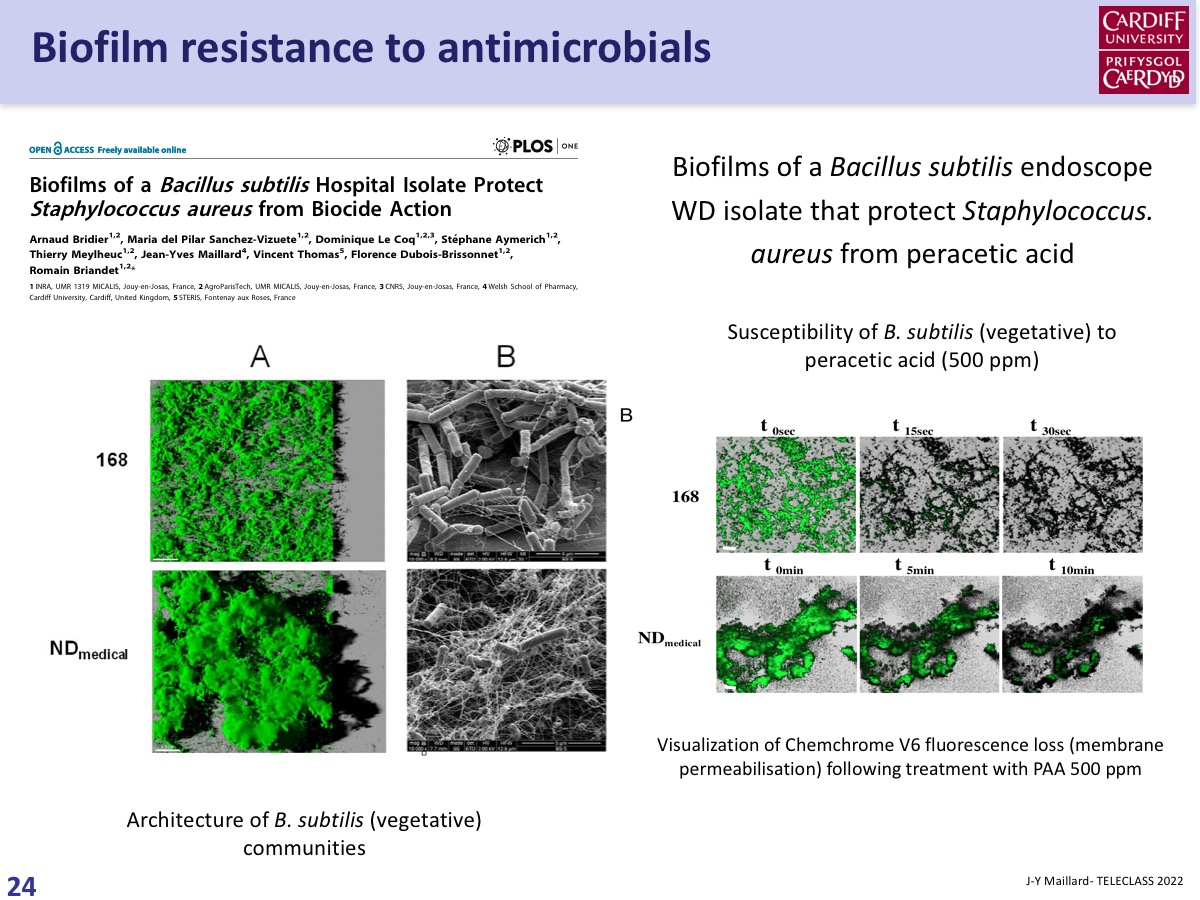 Biofilm resistance to antimicrobials
CARDIFF
UNIVERSITY
PRIFYSGOL
CAERDYDD
OPEN ACCESS Freely available online
PLOS | ONE
Biofilms of a Bacillus subtilis Hospital Isolate Protect
Staphylococcus aureus from Biocide Action
Arnaud Bridier1,2, Maria del Pilar Sanchez-Vizuete1,2, Dominique Le Coq1,2,3, Stéphane Aymerich1,2,
Thierry Meylheuc1,2, Jean-Yves Maillard4, Vincent Thomas5, Florence Dubois-Brissonnet1,2,
Romain Briandet1,2*
1 INRA, UMR 1319 MICALIS, Jouy-en-Josas, France, 2 AgroParisTech, UMR MICALIS, Jouy-en-Josas, France, 3 CNRS, Jouy-en-Josas, France, 4 Welsh School of Pharmacy,
Cardiff University, Cardiff, United Kingdom, 5 STERIS, Fontenay aux Roses, France
A
B
168
NDmedical
Architecture of B. subtilis (vegetative)
communities
Biofilms of a Bacillus subtilis endoscope
WD isolate that protect Staphylococcus.
aureus from peracetic acid
Susceptibility of B. subtilis (vegetative) to
peracetic acid (500 ppm)
B
t 0sec
t 15sec
t 30sec
168
t 0min
t 5min
t 10min
NDmedical
Visualization of Chemchrome V6 fluorescence loss (membrane
permeabilisation) following treatment with PAA 500 ppm
24
J-Y Maillard- TELECLASS 2022